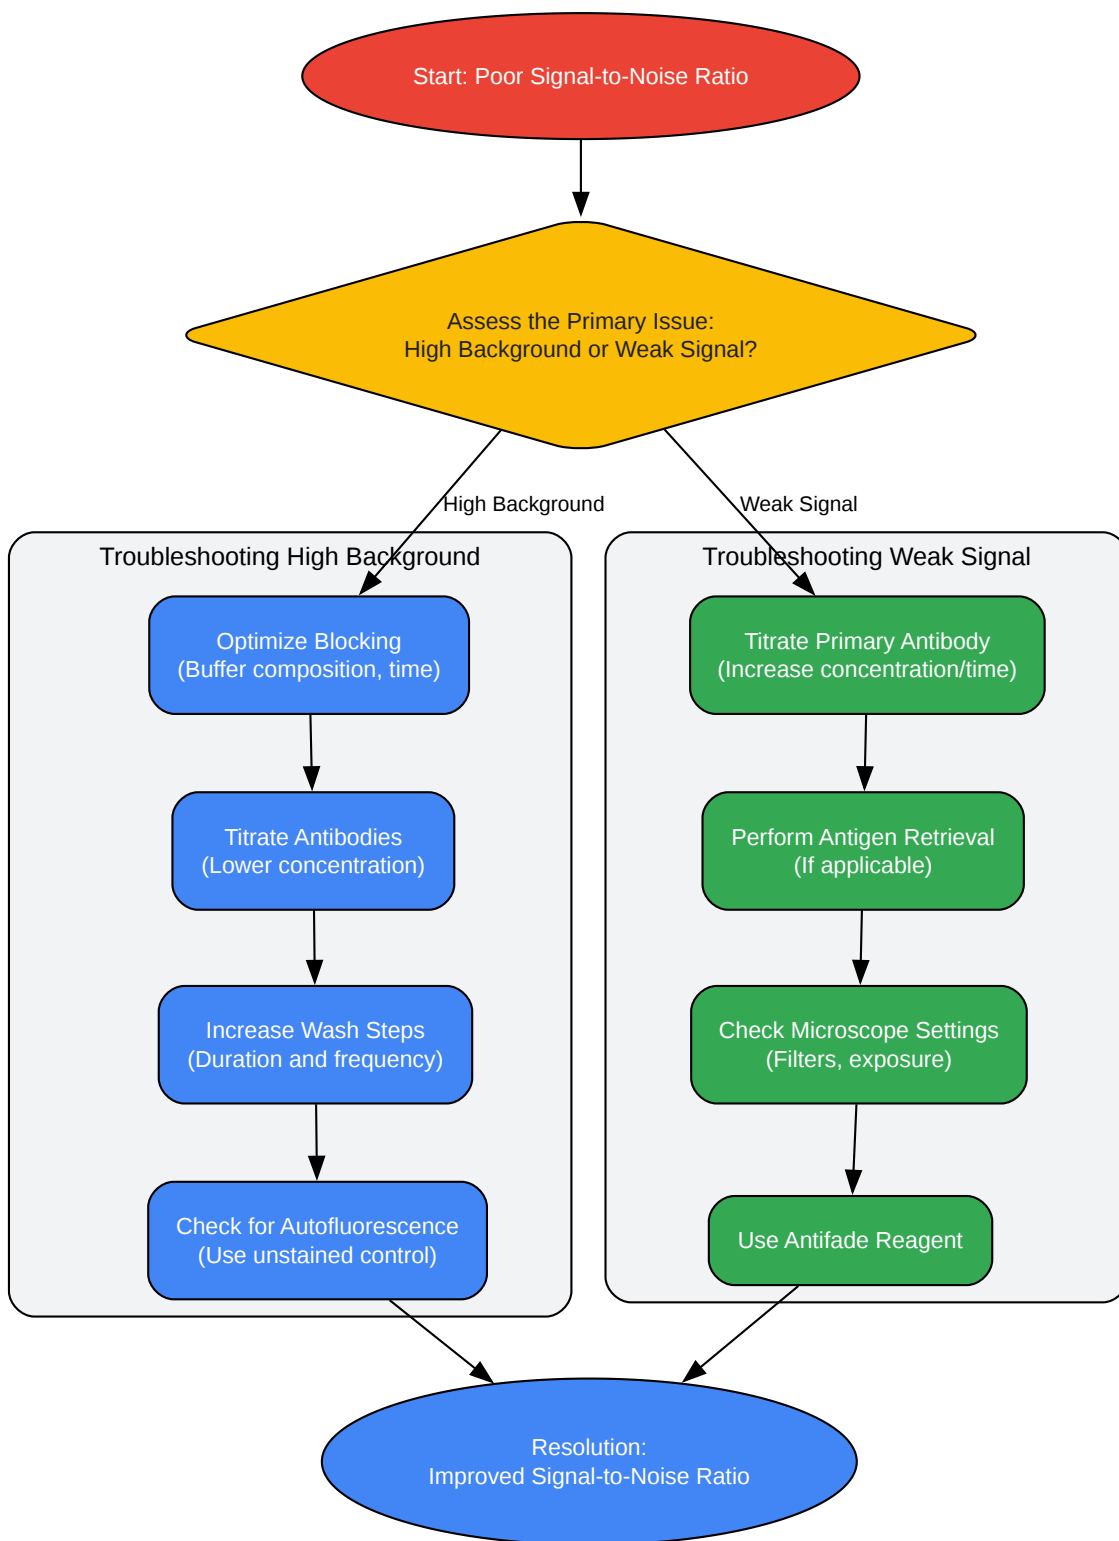 Start: Poor Signal-to-Noise Ratio
Assess the Primary Issue:
High Background or Weak Signal?
High Background
Weak Signal
Troubleshooting High Background
Optimize Blocking
(Buffer composition, time)
Titrate Antibodies
(Lower concentration)
Increase Wash Steps
(Duration and frequency)
Check for Autofluorescence
(Use unstained control)
Troubleshooting Weak Signal
Titrate Primary Antibody
(Increase concentration/time)
Perform Antigen Retrieval
(If applicable)
Check Microscope Settings
(Filters, exposure)
Use Antifade Reagent
Resolution:
Improved Signal-to-Noise Ratio